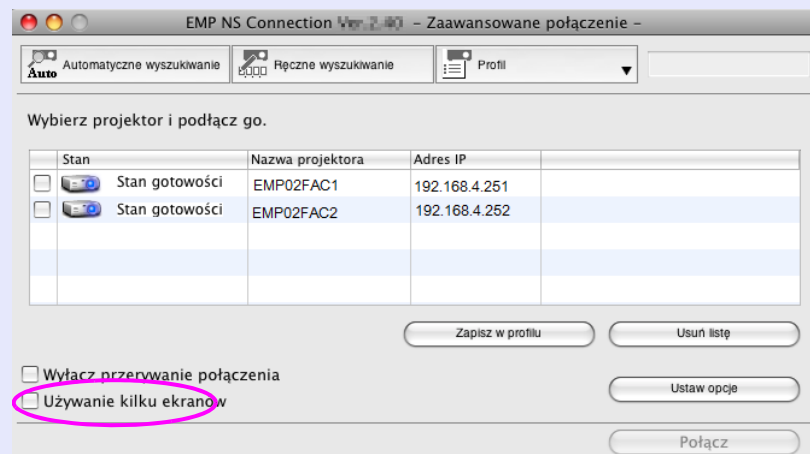 EMP NS Connection – Zaawansowane połączenie –
Auto Automatyczne wyszukiwanie Ręczne wyszukiwanie Profil
Wybierz projektor i podłącz go.
Stan Nazwa projektora Adres IP
Stan gotowości EMP02FAC1 192.168.4.251
Stan gotowości EMP02FAC2 192.168.4.252
Zapisz w profilu Usuń listę
Wyłacz przerywanie połączenia
Używanie kilku ekranów Ustaw opcje
Połącz